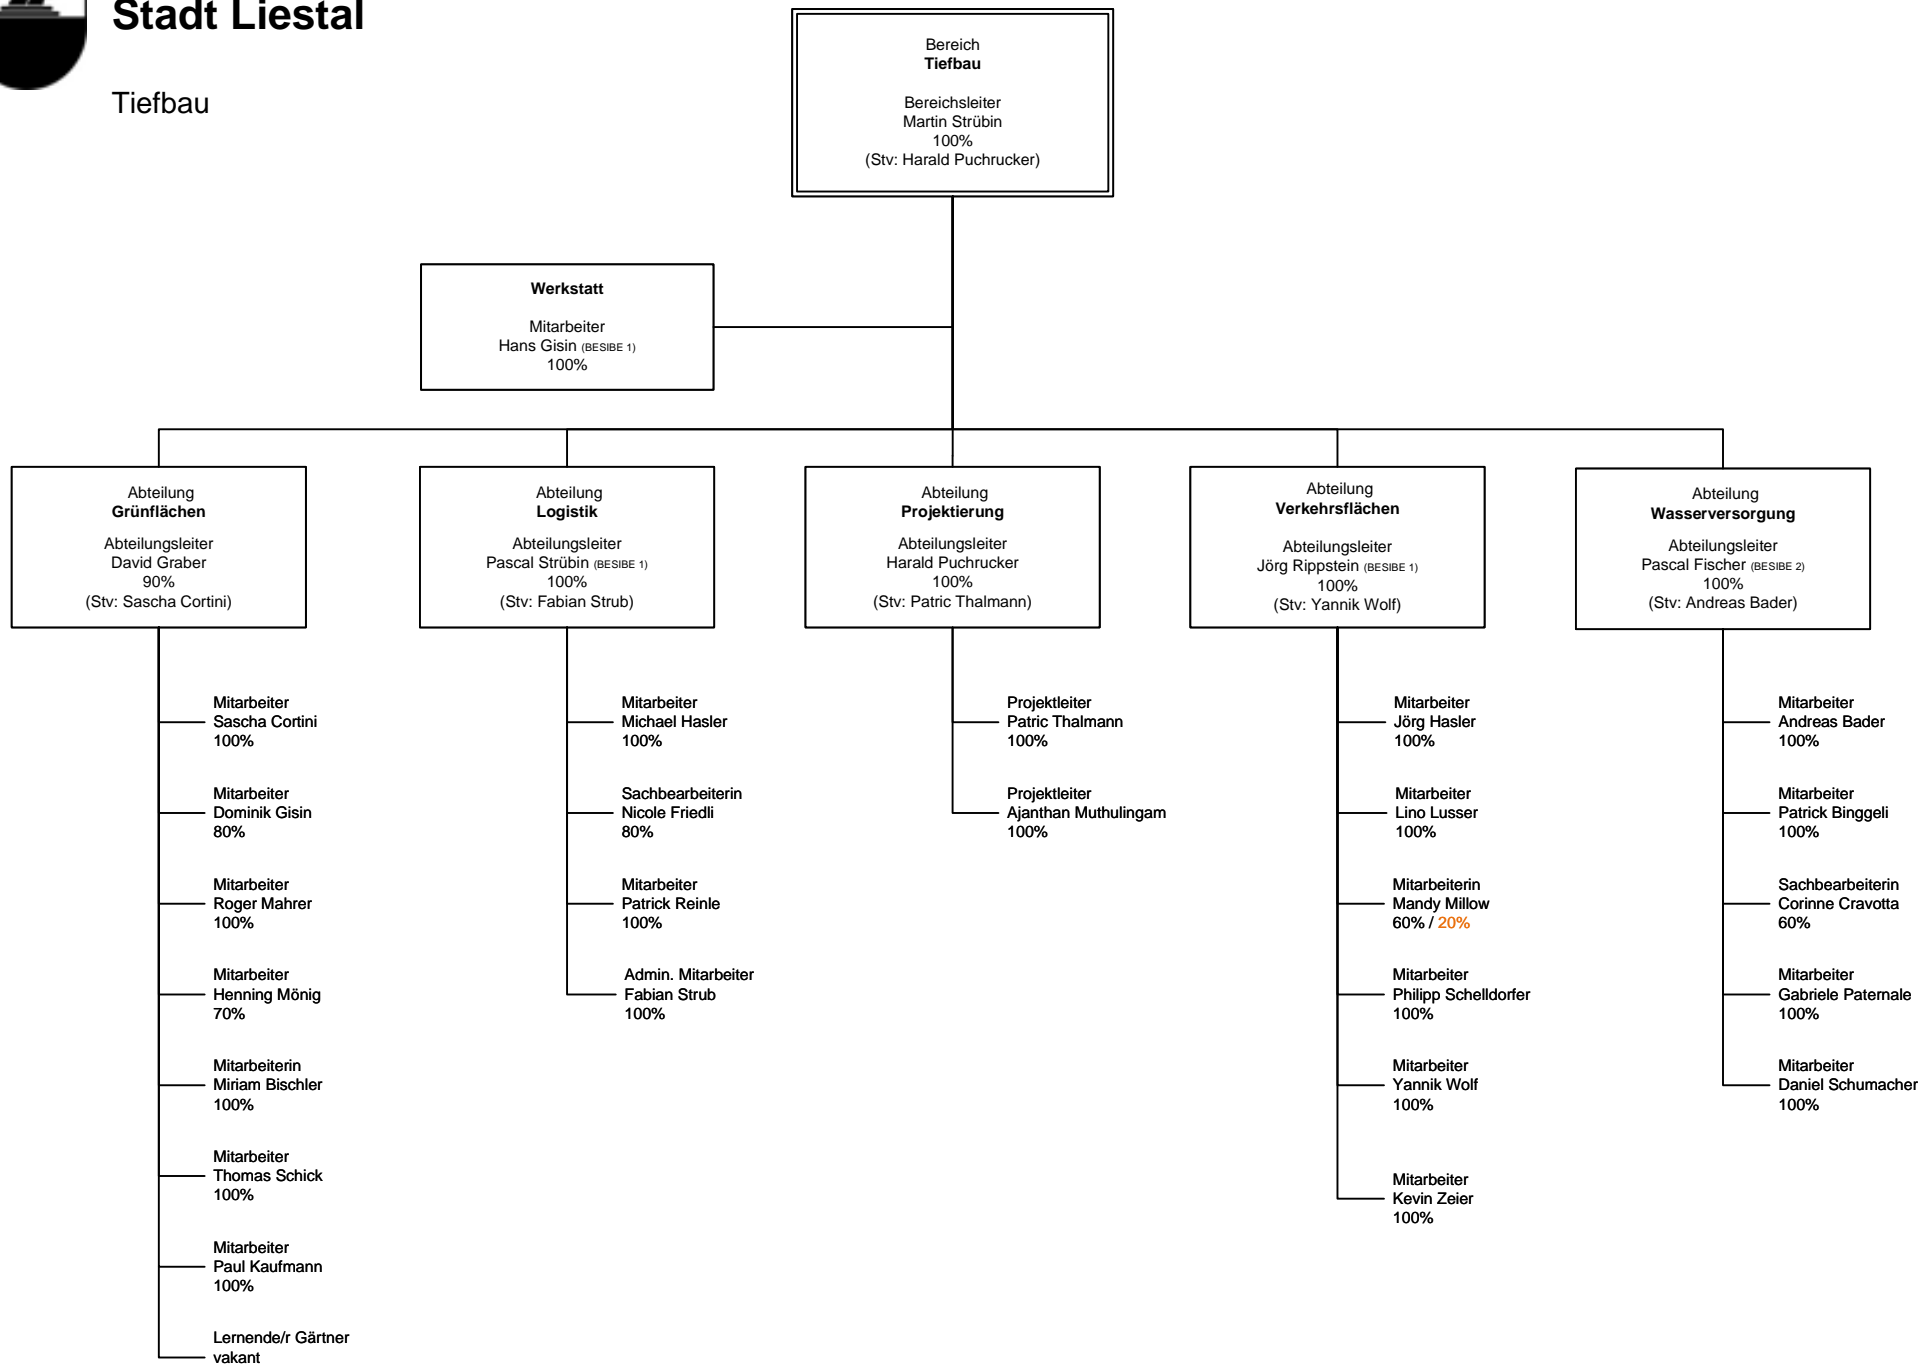 Stadt Liestal
Tiefbau
Bereich
Tiefbau
Bereichsleiter
Martin Strübin
100%
(Stv: Harald Puchrucker)
Werkstatt
Mitarbeiter
Hans Gisin (BESIBE 1)
100%
Abteilung
Grünflächen
Abteilungsleiter
David Graber
90%
(Stv: Sascha Cortini)
Mitarbeiter
Sascha Cortini
100%
Mitarbeiter
Dominik Gisin
80%
Mitarbeiter
Roger Mahrer
100%
Mitarbeiter
Henning Mönig
70%
Mitarbeiterin
Miriam Bischler
100%
Mitarbeiter
Thomas Schick
100%
Mitarbeiter
Paul Kaufmann
100%
Lernende/r Gärtner
vakant
Abteilung
Logistik
Abteilungsleiter
Pascal Strübin (BESIBE 1)
100%
(Stv: Fabian Strub)
Mitarbeiter
Michael Hasler
100%
Sachbearbeiterin
Nicole Friedli
80%
Mitarbeiter
Patrick Reinle
100%
Admin. Mitarbeiter
Fabian Strub
100%
Abteilung
Projektierung
Abteilungsleiter
Harald Puchrucker
100%
(Stv: Patric Thalmann)
Projektleiter
Patric Thalmann
100%
Projektleiter
Ajanthan Muthulingam
100%
Abteilung
Verkehrsflächen
Abteilungsleiter
Jörg Rippstein (BESIBE 1)
100%
(Stv: Yannik Wolf)
Mitarbeiter
Jörg Hasler
100%
Mitarbeiter
Lino Lusser
100%
Mitarbeiterin
Mandy Millow
60% / 20%
Mitarbeiter
Philipp Schelldorfer
100%
Mitarbeiter
Yannik Wolf
100%
Mitarbeiter
Kevin Zeier
100%
Abteilung
Wasserversorgung
Abteilungsleiter
Pascal Fischer (BESIBE 2)
100%
(Stv: Andreas Bader)
Mitarbeiter
Andreas Bader
100%
Mitarbeiter
Patrick Binggeli
100%
Sachbearbeiterin
Corinne Cravotta
60%
Mitarbeiter
Gabriele Paternale
100%
Mitarbeiter
Daniel Schumacher
100%